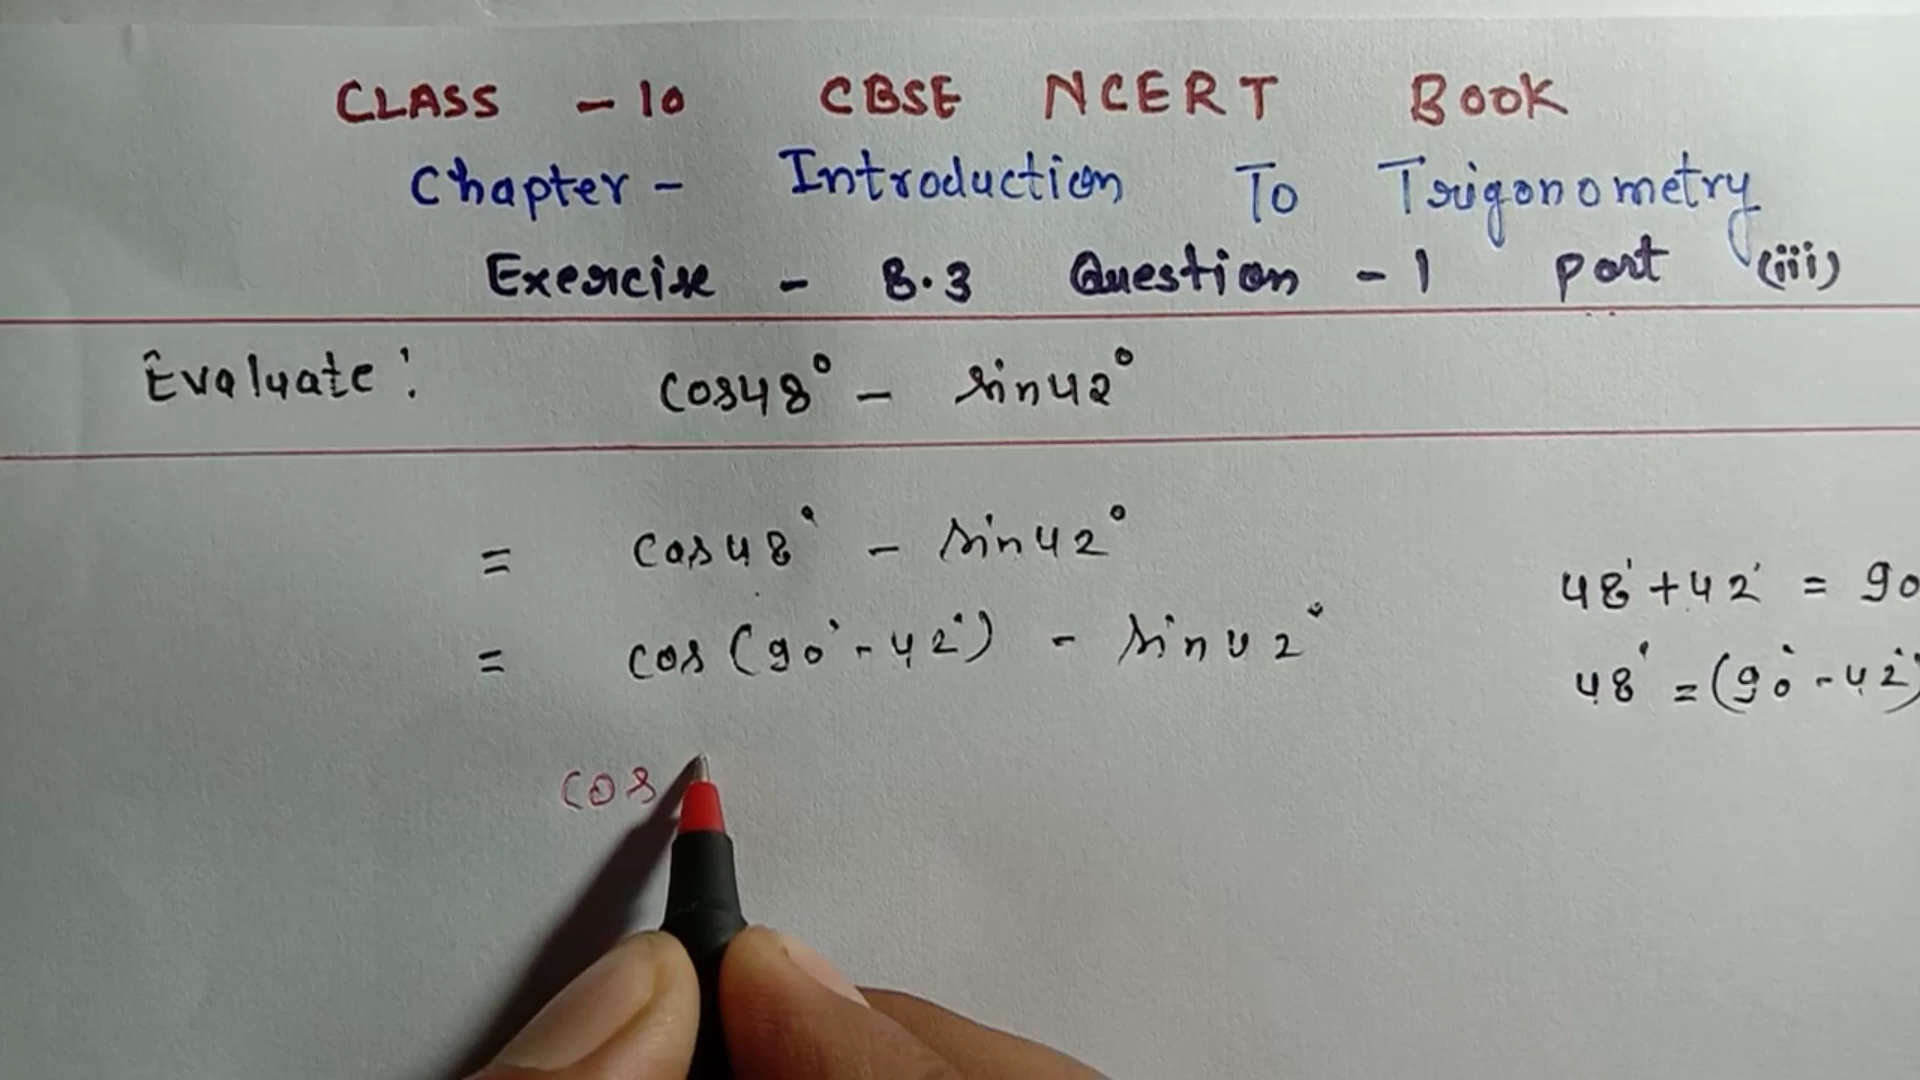 CLASS - 10 CBSE NCERT BOOK
Chapter - Introduction To Trigonometry
Exercise - 8.3 Question - 1 part (iii)
Evaluate : cos48° - sin42°
= cos48° - sin42°
48° + 42° = 90
= cos(90° - 42°) - sin42°
48° = (90° - 42°)
cos